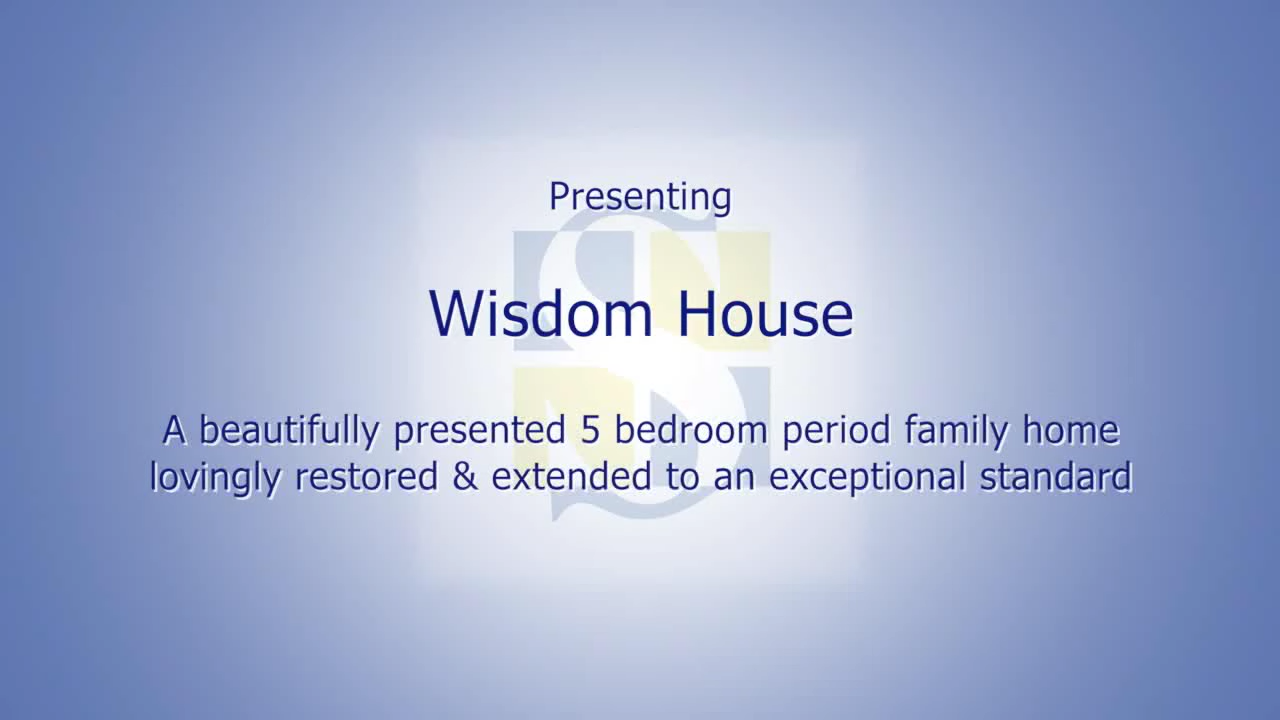 Presenting
Wisdom House
A beautifully presented 5 bedroom period family home
lovingly restored & extended to an exceptional standard